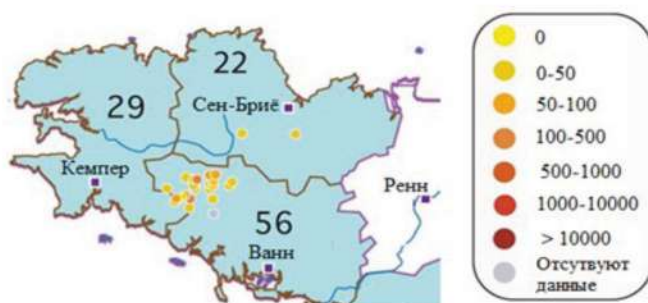 22
29
Сен-Бриё
Кемпер
Ренн
56
Ванн
0
0-50
50-100
100-500
500-1000
1000-10000
> 10000
Отсутвуют
данные